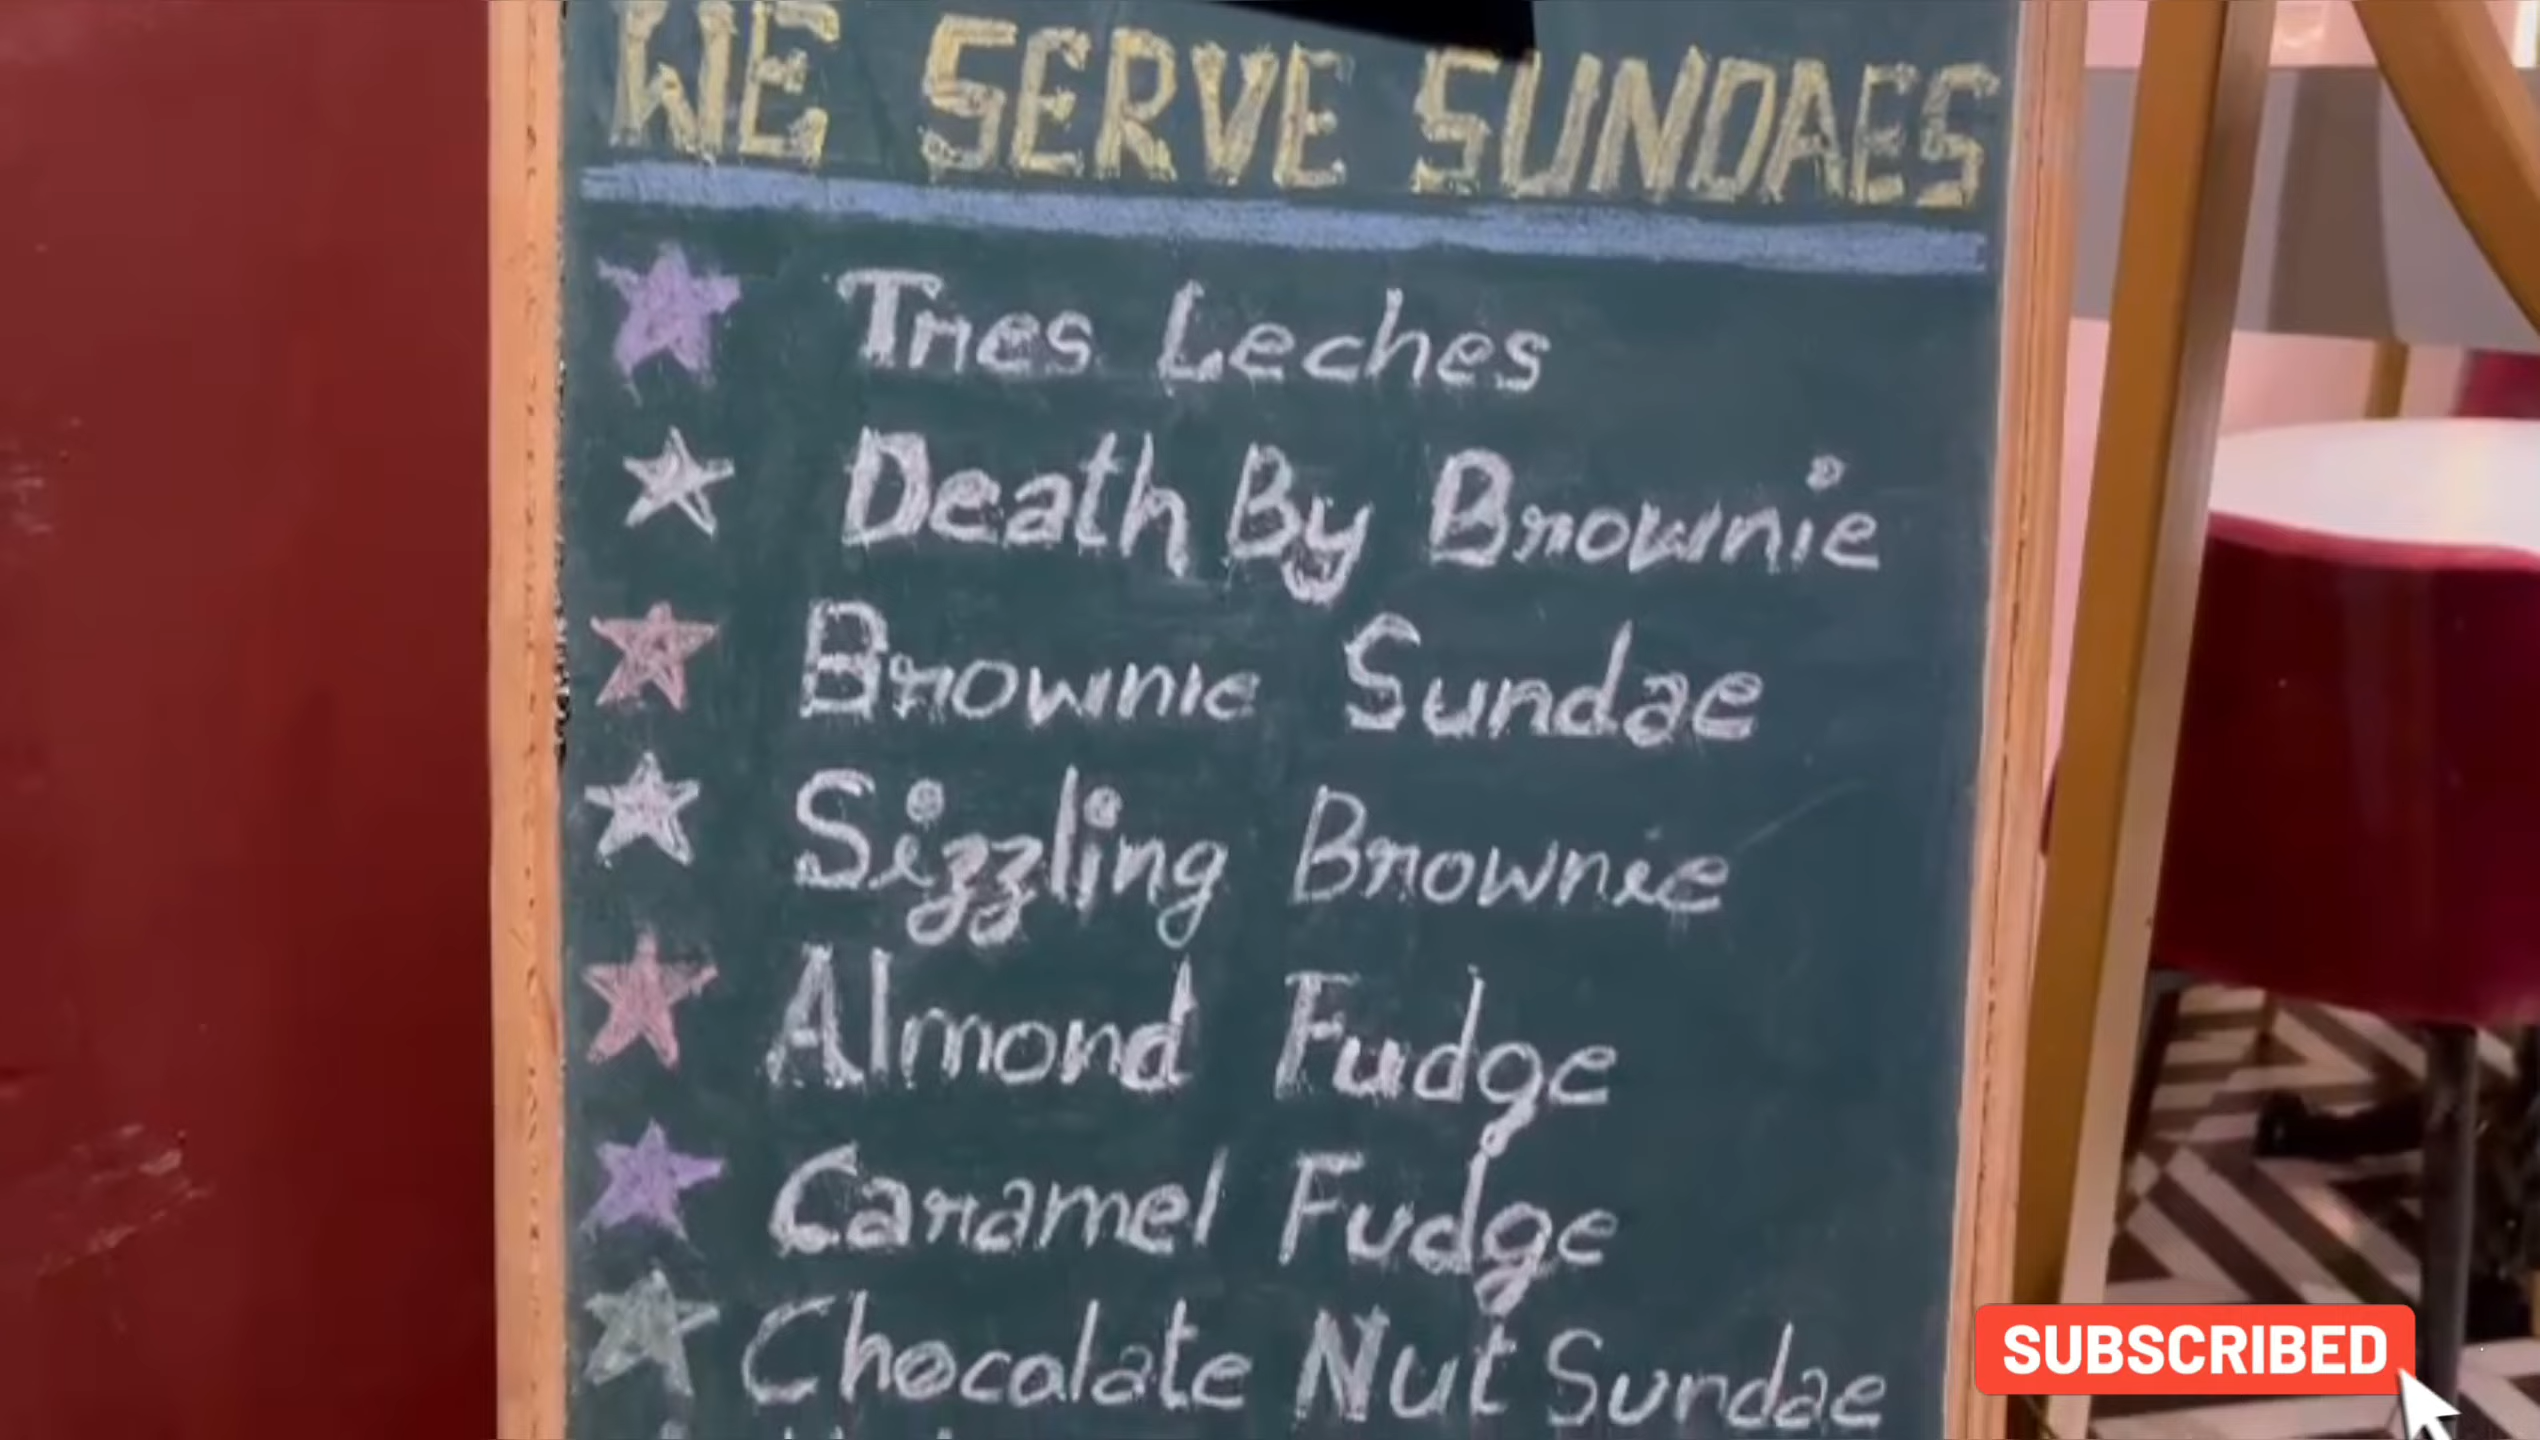 WE SERVE SUNDAES
Tres Leches
Death By Brownie
Brownie Sundae
Sizzling Brownie
Almond Fudge
Caramel Fudge
Chocolate Nut Sundae
SUBSCRIBED